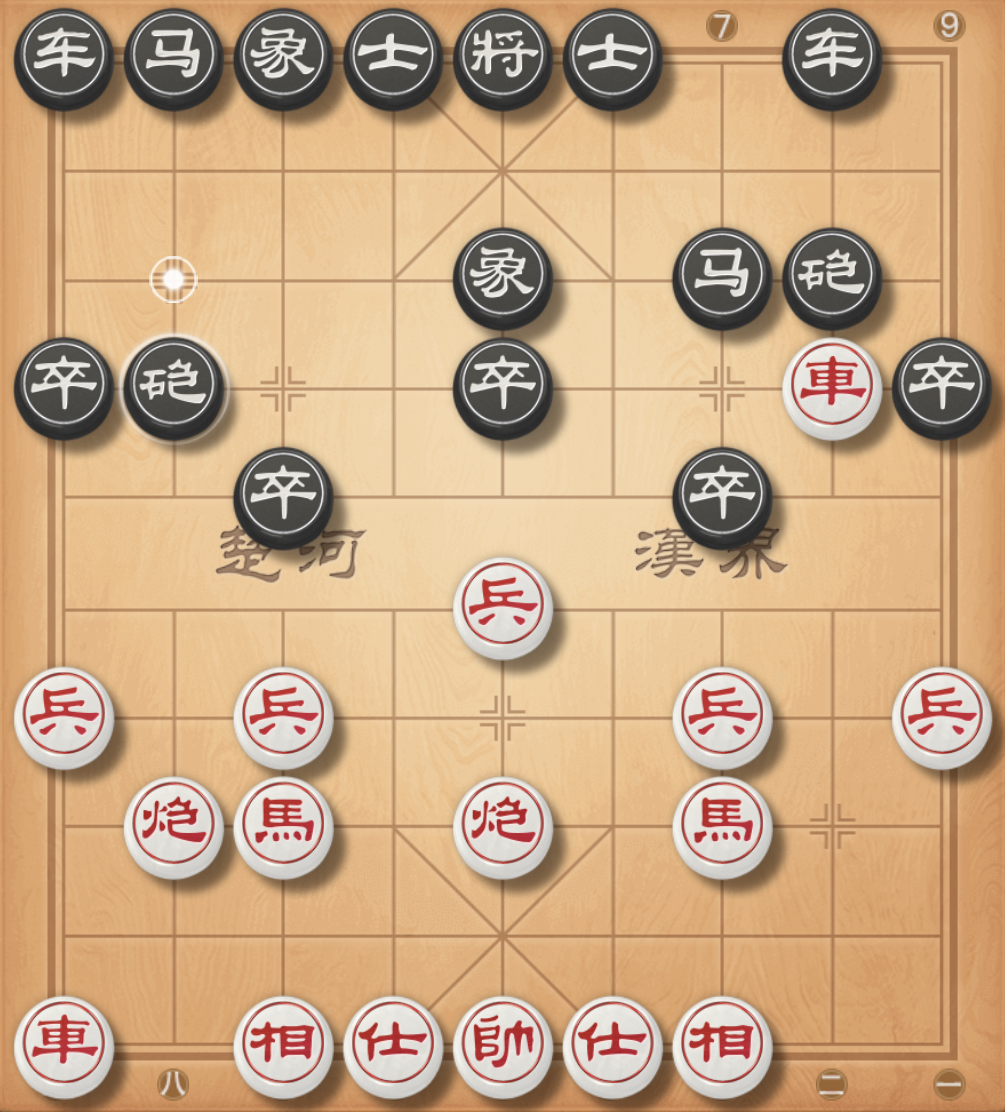 7 9
车 马 象 士 将 士 车
象 马 砲
卒 砲 卒 車 卒
卒 卒
楚河 漢界
兵
兵 兵 兵 兵
炮 馬 炮 馬
車 相 仕 帥 仕 相
八 二 一